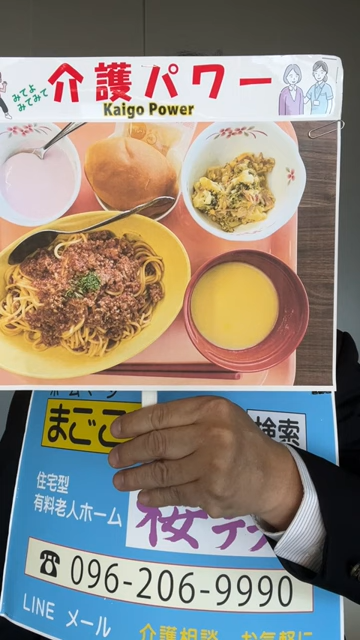 みてよ
みてみて
介護パワー
Kaigo Power
まごこ
検索
住宅型
有料老人ホーム
☎ 096-206-9990
LINE メール
介護相談 お気軽に